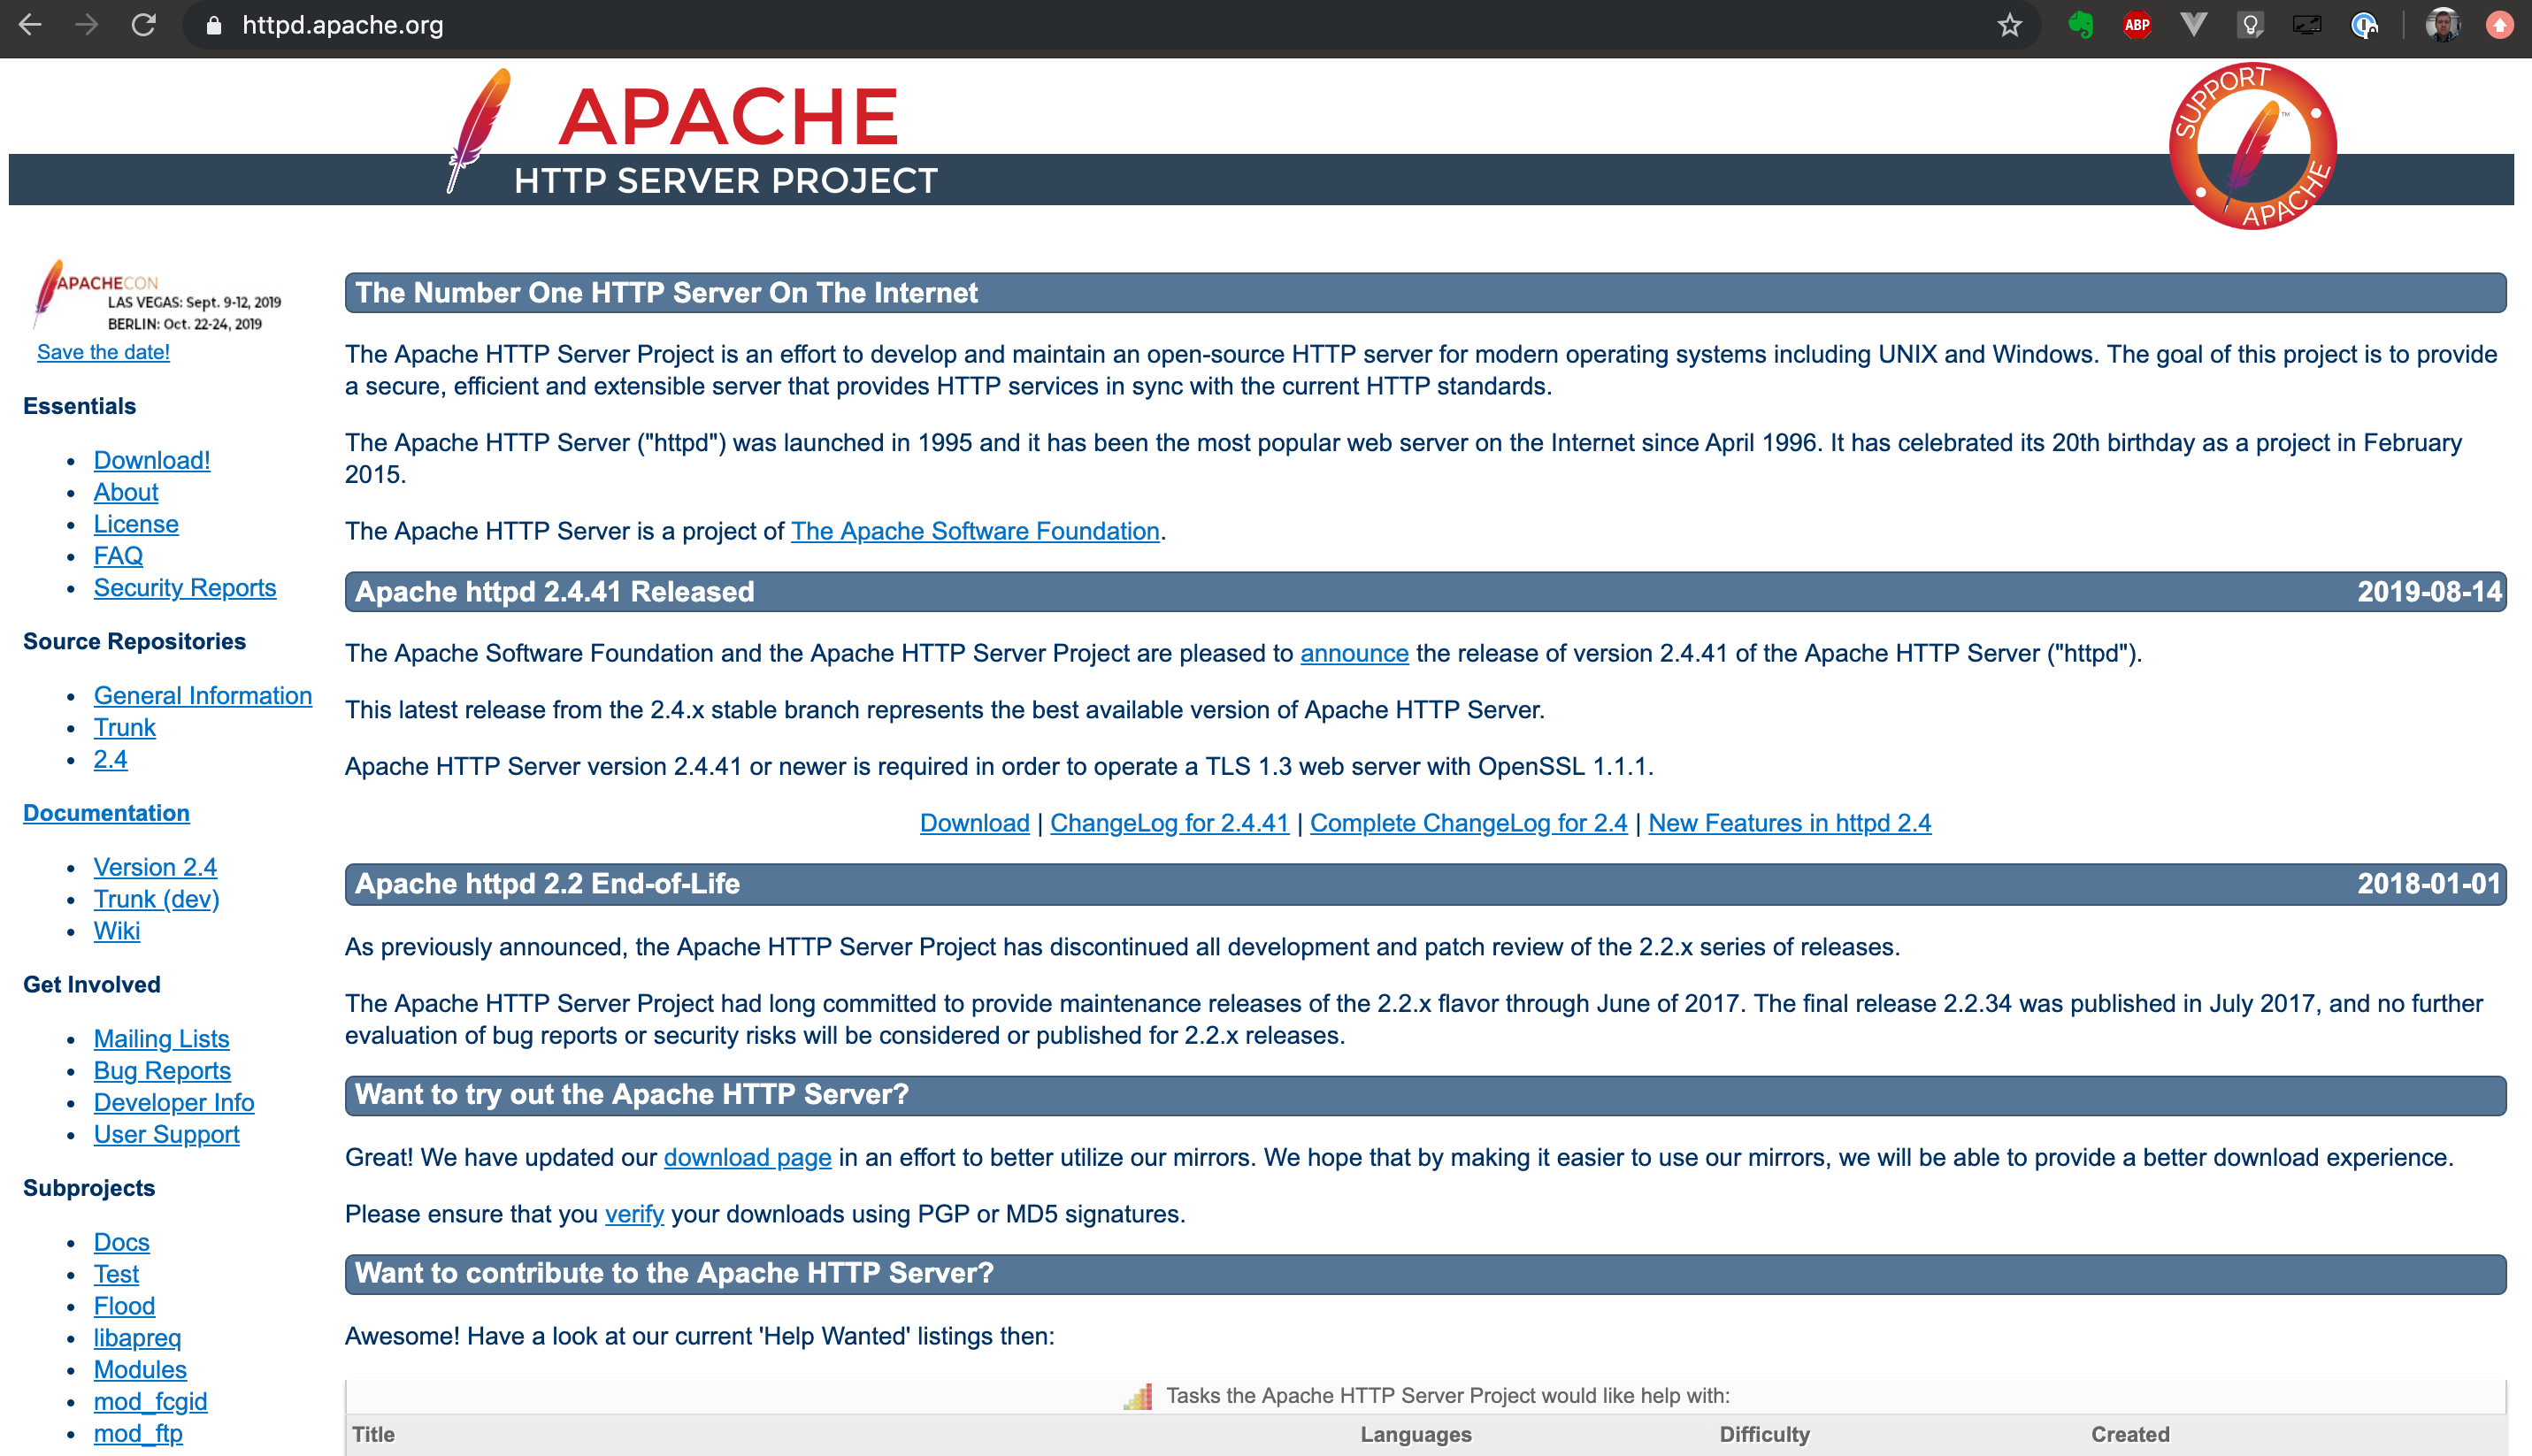 httpd.apache.org
ABP
APACHE
HTTP SERVER PROJECT
SUPPORT
APACHE
TM
APACHECON
LAS VEGAS: Sept. 9-12, 2019
BERLIN: Oct. 22-24, 2019
Save the date!
Essentials
Download!
About
License
FAQ
Security Reports
Source Repositories
General Information
Trunk
2.4
Documentation
Version 2.4
Trunk (dev)
Wiki
Get Involved
Mailing Lists
Bug Reports
Developer Info
User Support
Subprojects
Docs
Test
Flood
libapreq
Modules
mod_fcgid
mod_ftp
The Number One HTTP Server On The Internet
The Apache HTTP Server Project is an effort to develop and maintain an open-source HTTP server for modern operating systems including UNIX and Windows. The goal of this project is to provide
a secure, efficient and extensible server that provides HTTP services in sync with the current HTTP standards.
The Apache HTTP Server ("httpd") was launched in 1995 and it has been the most popular web server on the Internet since April 1996. It has celebrated its 20th birthday as a project in February
2015.
The Apache HTTP Server is a project of The Apache Software Foundation.
Apache httpd 2.4.41 Released 2019-08-14
The Apache Software Foundation and the Apache HTTP Server Project are pleased to announce the release of version 2.4.41 of the Apache HTTP Server ("httpd").
This latest release from the 2.4.x stable branch represents the best available version of Apache HTTP Server.
Apache HTTP Server version 2.4.41 or newer is required in order to operate a TLS 1.3 web server with OpenSSL 1.1.1.
Download | ChangeLog for 2.4.41 | Complete ChangeLog for 2.4 | New Features in httpd 2.4
Apache httpd 2.2 End-of-Life 2018-01-01
As previously announced, the Apache HTTP Server Project has discontinued all development and patch review of the 2.2.x series of releases.
The Apache HTTP Server Project had long committed to provide maintenance releases of the 2.2.x flavor through June of 2017. The final release 2.2.34 was published in July 2017, and no further
evaluation of bug reports or security risks will be considered or published for 2.2.x releases.
Want to try out the Apache HTTP Server?
Great! We have updated our download page in an effort to better utilize our mirrors. We hope that by making it easier to use our mirrors, we will be able to provide a better download experience.
Please ensure that you verify your downloads using PGP or MD5 signatures.
Want to contribute to the Apache HTTP Server?
Awesome! Have a look at our current 'Help Wanted' listings then:
Tasks the Apache HTTP Server Project would like help with:
Title Languages Difficulty Created